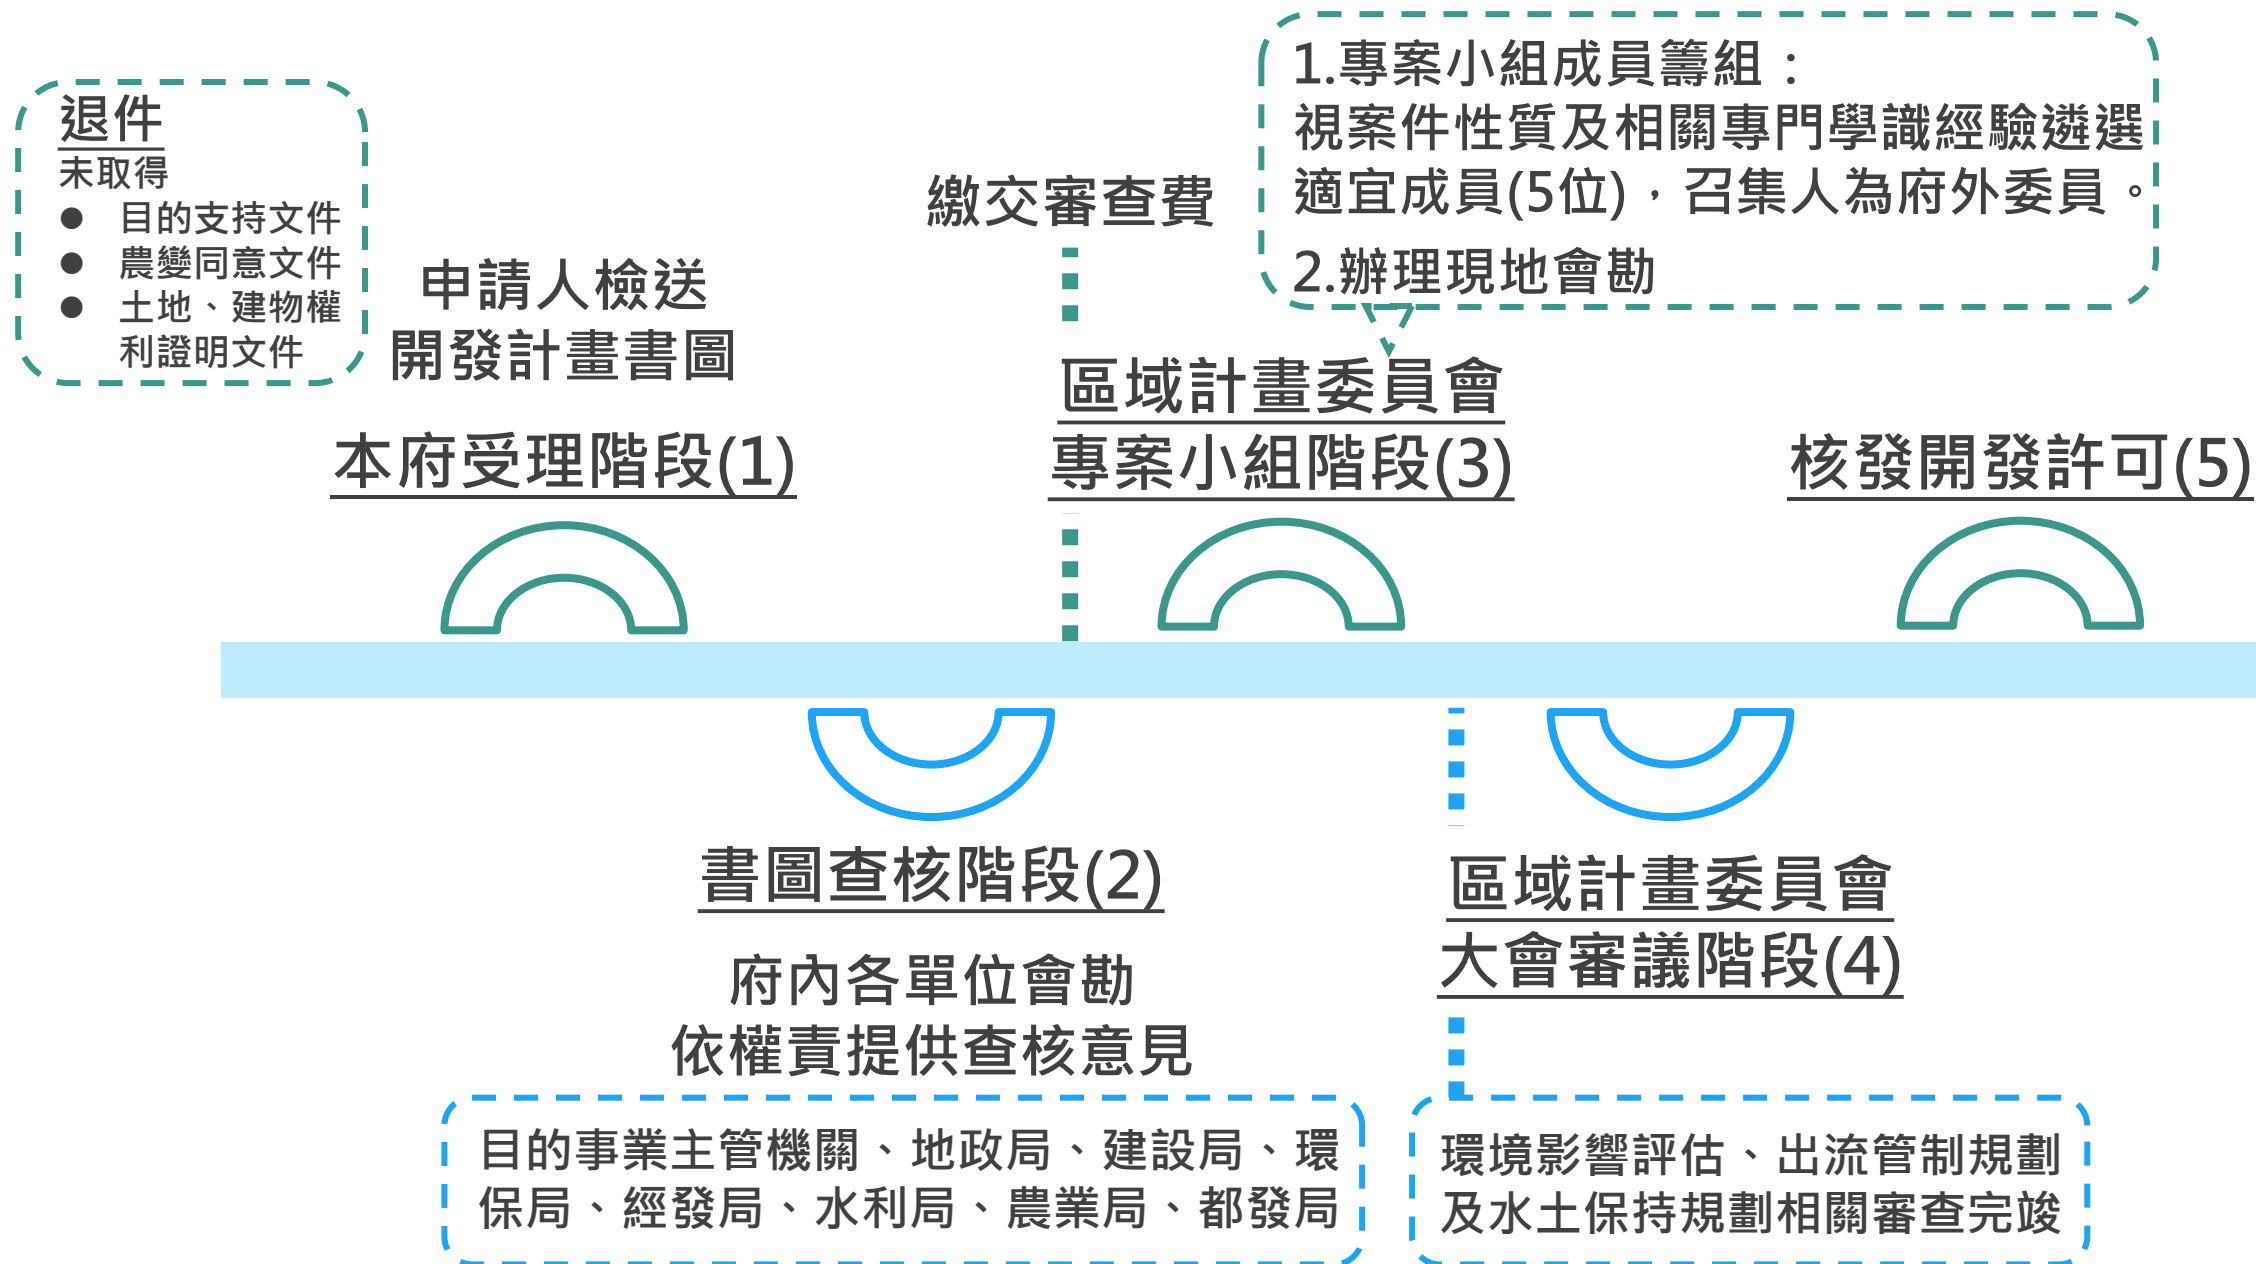 退件
未取得
● 目的支持文件
● 農變同意文件
● 土地、建物權
利證明文件
申請人檢送
開發計畫書圖
本府受理階段(1)
繳交審查費
1.專案小組成員籌組：
視案件性質及相關專門學識經驗遴選
適宜成員(5位)，召集人為府外委員。
2.辦理現地會勘
區域計畫委員會
專案小組階段(3)
核發開發許可(5)
書圖查核階段(2)
府內各單位會勘
依權責提供查核意見
目的事業主管機關、地政局、建設局、環
保局、經發局、水利局、農業局、都發局
區域計畫委員會
大會審議階段(4)
環境影響評估、出流管制規劃
及水土保持規劃相關審查完竣